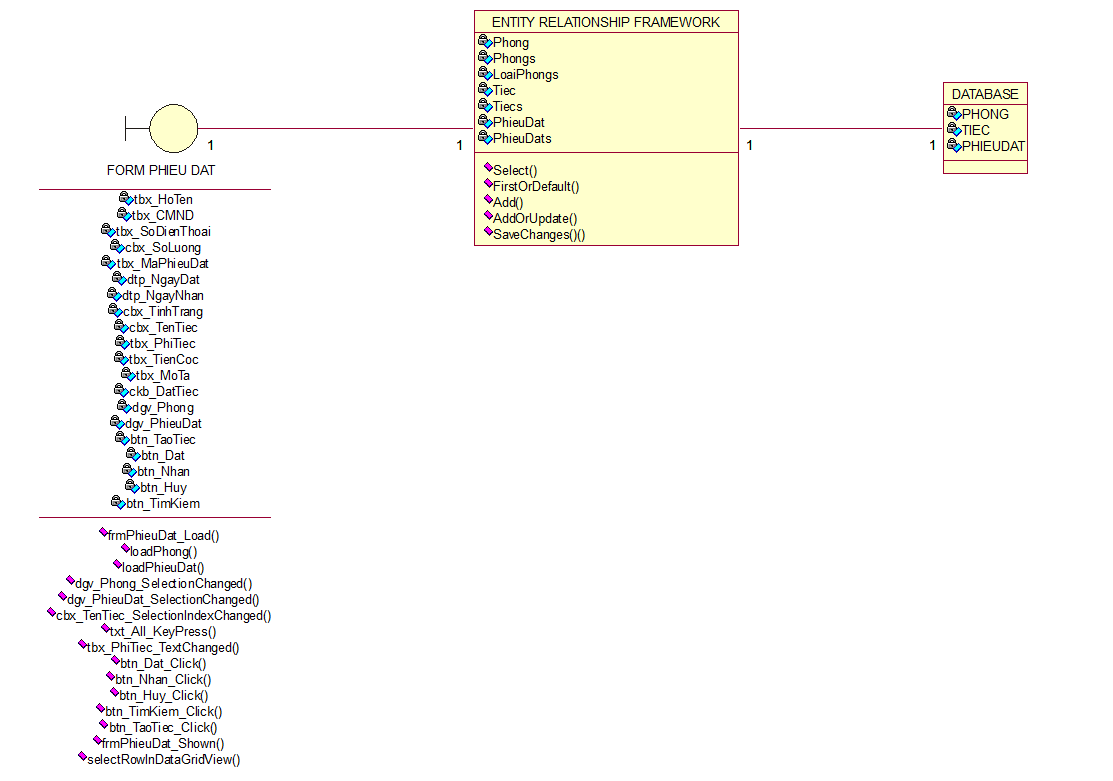 ENTITY RELATIONSHIP FRAMEWORK
Phong
Phongs
LoaiPhongs
Tiec
Tiecs
PhieuDat
PhieuDats
Select()
FirstOrDefault()
Add()
AddOrUpdate()
SaveChanges()()
DATABASE
PHONG
TIEC
PHIEUDAT
1
1
1
1
FORM PHIEU DAT
tbx_HoTen
tbx_CMND
tbx_SoDienThoai
cbx_SoLuong
tbx_MaPhieuDat
dtp_NgayDat
dtp_NgayNhan
cbx_TinhTrang
cbx_TenTiec
tbx_PhiTiec
tbx_TienCoc
tbx_MoTa
ckb_DatTiec
dgv_Phong
dgv_PhieuDat
btn_TaoTiec
btn_Dat
btn_Nhan
btn_Huy
btn_TimKiem
frmPhieuDat_Load()
loadPhong()
loadPhieuDat()
dgv_Phong_SelectionChanged()
dgv_PhieuDat_SelectionChanged()
cbx_TenTiec_SelectionIndexChanged()
txt_All_KeyPress()
tbx_PhiTiec_TextChanged()
btn_Dat_Click()
btn_Nhan_Click()
btn_Huy_Click()
btn_TimKiem_Click()
btn_TaoTiec_Click()
frmPhieuDat_Shown()
selectRowInDataGridView()